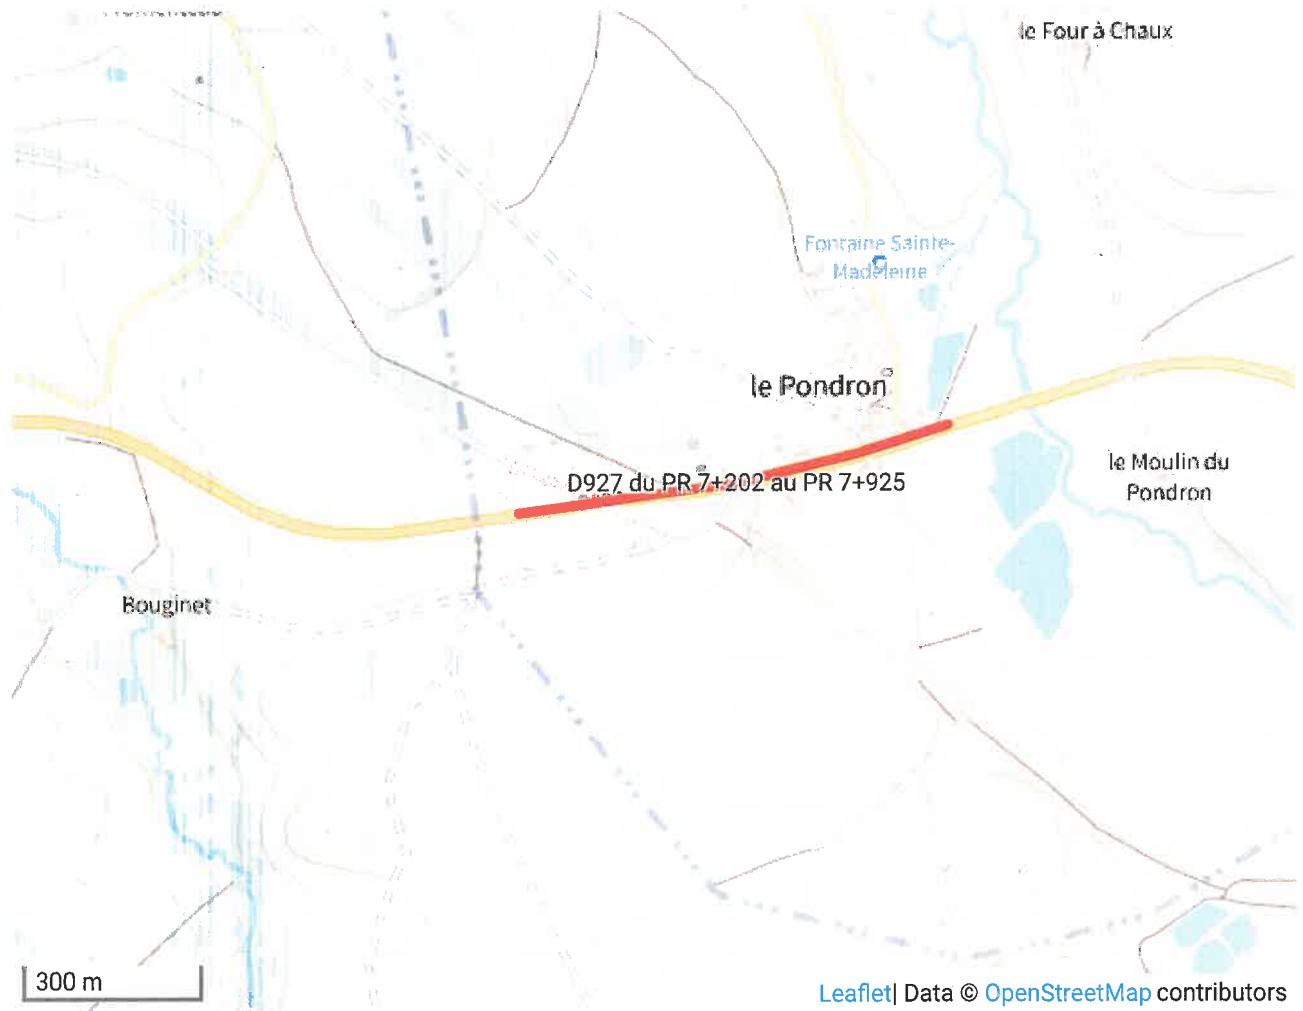 le Four à Chaux
Fontaine Sainte-
Madeleine
le Pondron
D927 du PR 7+202 au PR 7+925
le Moulin du
Pondron
Bouginet
300 m
Leaflet| Data © OpenStreetMap contributors